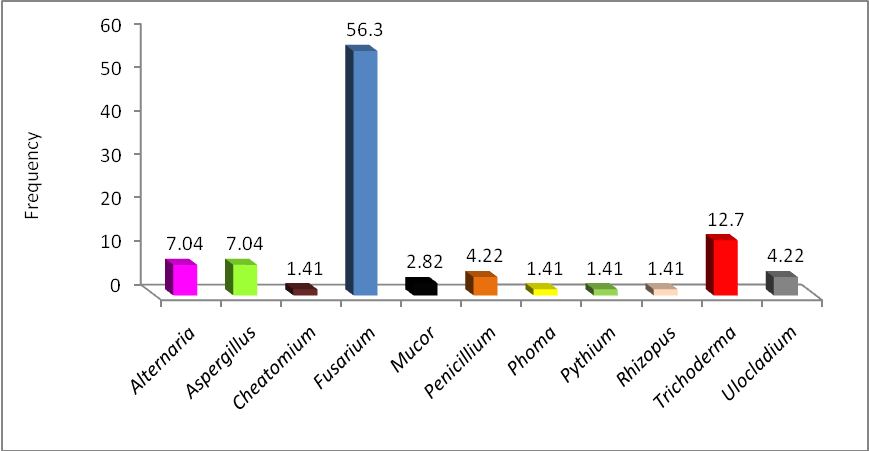 60
50
40
30
20
10
0
Frequency
7.04
7.04
1.41
56.3
2.82
4.22
1.41
1.41
1.41
12.7
4.22
Alternaria
Aspergillus
Cheatomium
Fusarium
Mucor
Penicillium
Phoma
Pythium
Rhizopus
Trichoderma
Ulocladium